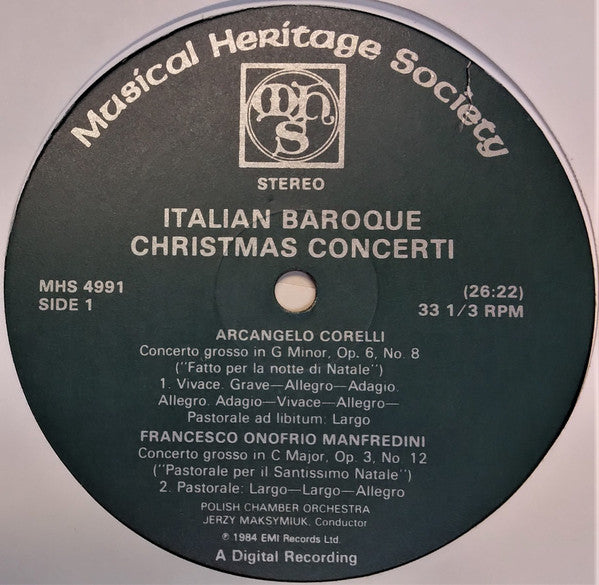 Musical Heritage Society
mhs
STEREO
ITALIAN BAROQUE
CHRISTMAS CONCERTI
MHS 4991
SIDE 1
(26:22)
33 1/3 RPM
ARCANGELO CORELLI
Concerto grosso in G Minor, Op. 6, No. 8
("Fatto per la notte di Natale")
1. Vivace. Grave—Allegro—Adagio.
Allegro. Adagio—Vivace—Allegro—
Pastorale ad libitum: Largo
FRANCESCO ONOFRIO MANFREDINI
Concerto grosso in C Major, Op. 3, No. 12
("Pastorale per il Santissimo Natale")
2. Pastorale: Largo—Largo—Allegro
POLISH CHAMBER ORCHESTRA
JERZY MAKSYMIUK, Conductor
℗ 1984 EMI Records Ltd.
A Digital Recording